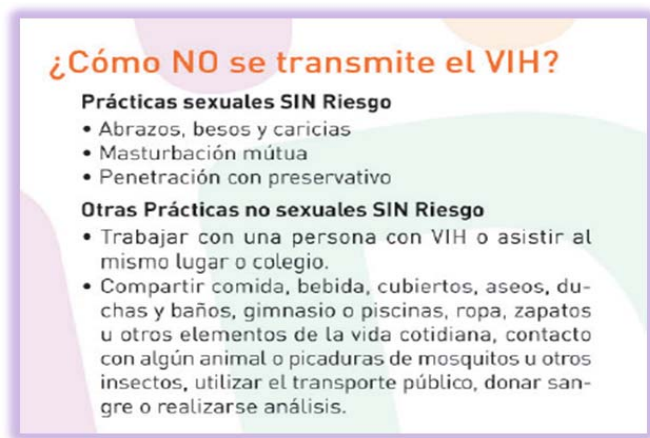 ¿Cómo NO se transmite el VIH?
Prácticas sexuales SIN Riesgo
• Abrazos, besos y caricias
• Masturbación mútua
• Penetración con preservativo
Otras Prácticas no sexuales SIN Riesgo
• Trabajar con una persona con VIH o asistir al
mismo lugar o colegio.
• Compartir comida, bebida, cubiertos, aseos, du-
chas y baños, gimnasio o piscinas, ropa, zapatos
u otros elementos de la vida cotidiana, contacto
con algún animal o picaduras de mosquitos u otros
insectos, utilizar el transporte público, donar san-
gre o realizarse análisis.